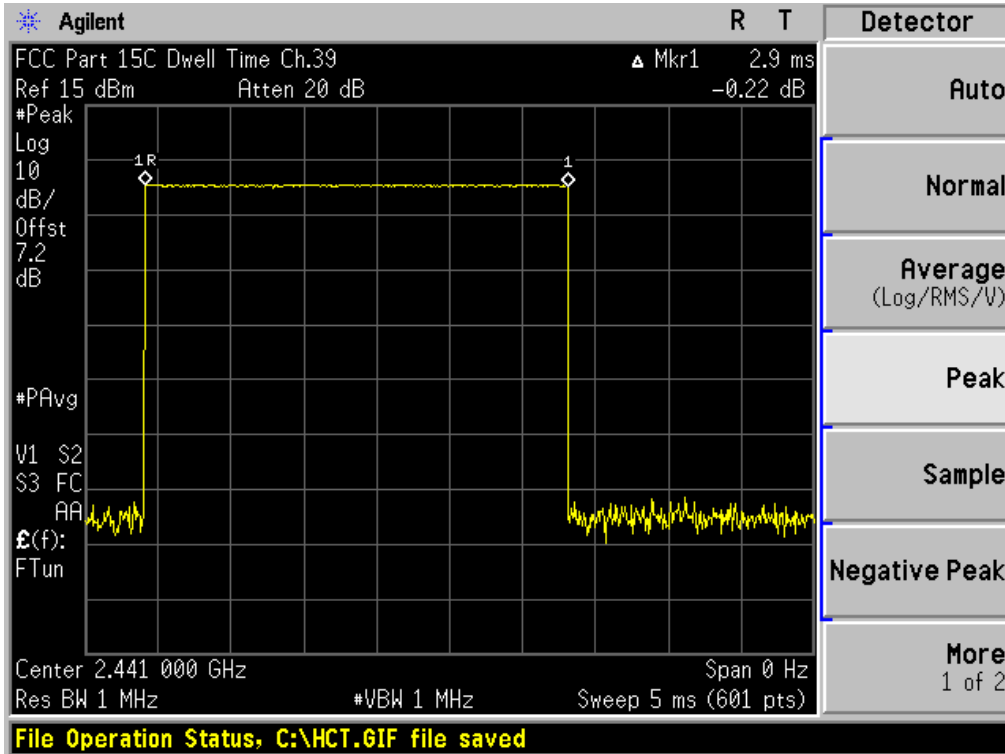 Agilent R T Detector
FCC Part 15C Dwell Time Ch.39 Δ Mkr1 2.9 ms
Ref 15 dBm Atten 20 dB -0.22 dB
#Peak
Log
10
dB/
Offst
7.2
dB
1R
1
#PAvg
V1 S2
S3 FC
AA
£(f):
FTun
Center 2.441 000 GHz Span 0 Hz
Res BW 1 MHz #VBW 1 MHz Sweep 5 ms (601 pts)
File Operation Status, C:\HCT.GIF file saved
Auto
Normal
Average
(Log/RMS/V)
Peak
Sample
Negative Peak
More
1 of 2